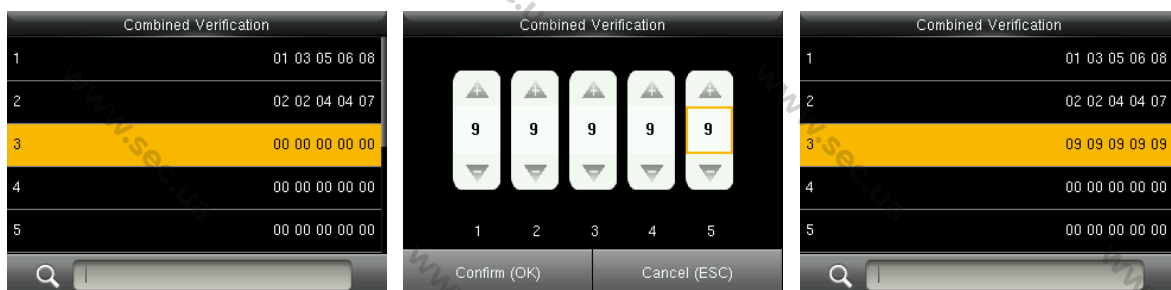 Combined Verification
1 01 03 05 06 08
2 02 02 04 04 07
3 00 00 00 00 00
4 00 00 00 00 00
5 00 00 00 00 00
Combined Verification
9 9 9 9 9
1 2 3 4 5
Confirm (OK) Cancel (ESC)
Combined Verification
1 01 03 05 06 08
2 02 02 04 04 07
3 09 09 09 09 09
4 00 00 00 00 00
5 00 00 00 00 00
www.sec.ua